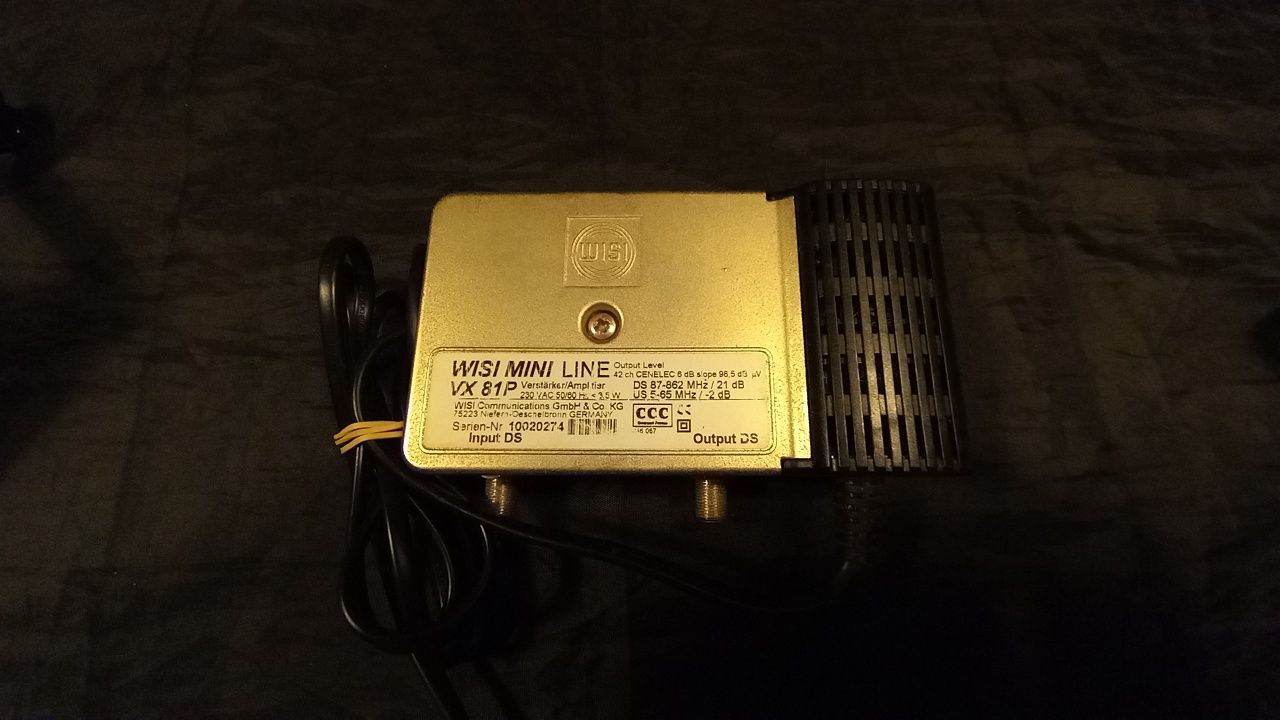 WISI
WISI MINI LINE
Output Level
42 ch CENELEC 6 dB slope 96,5 dB µV
VX 81P Verstärker/Amplifier
230 VAC 50/60 Hz < 3,5 W
DS 87-862 MHz / 21 dB
US 5-65 MHz / -2 dB
WISI Communications GmbH & Co. KG
75223 Niefern-Oeschelbronn GERMANY
CCC
CE
Serien-Nr 10020274
Input DS
Output DS